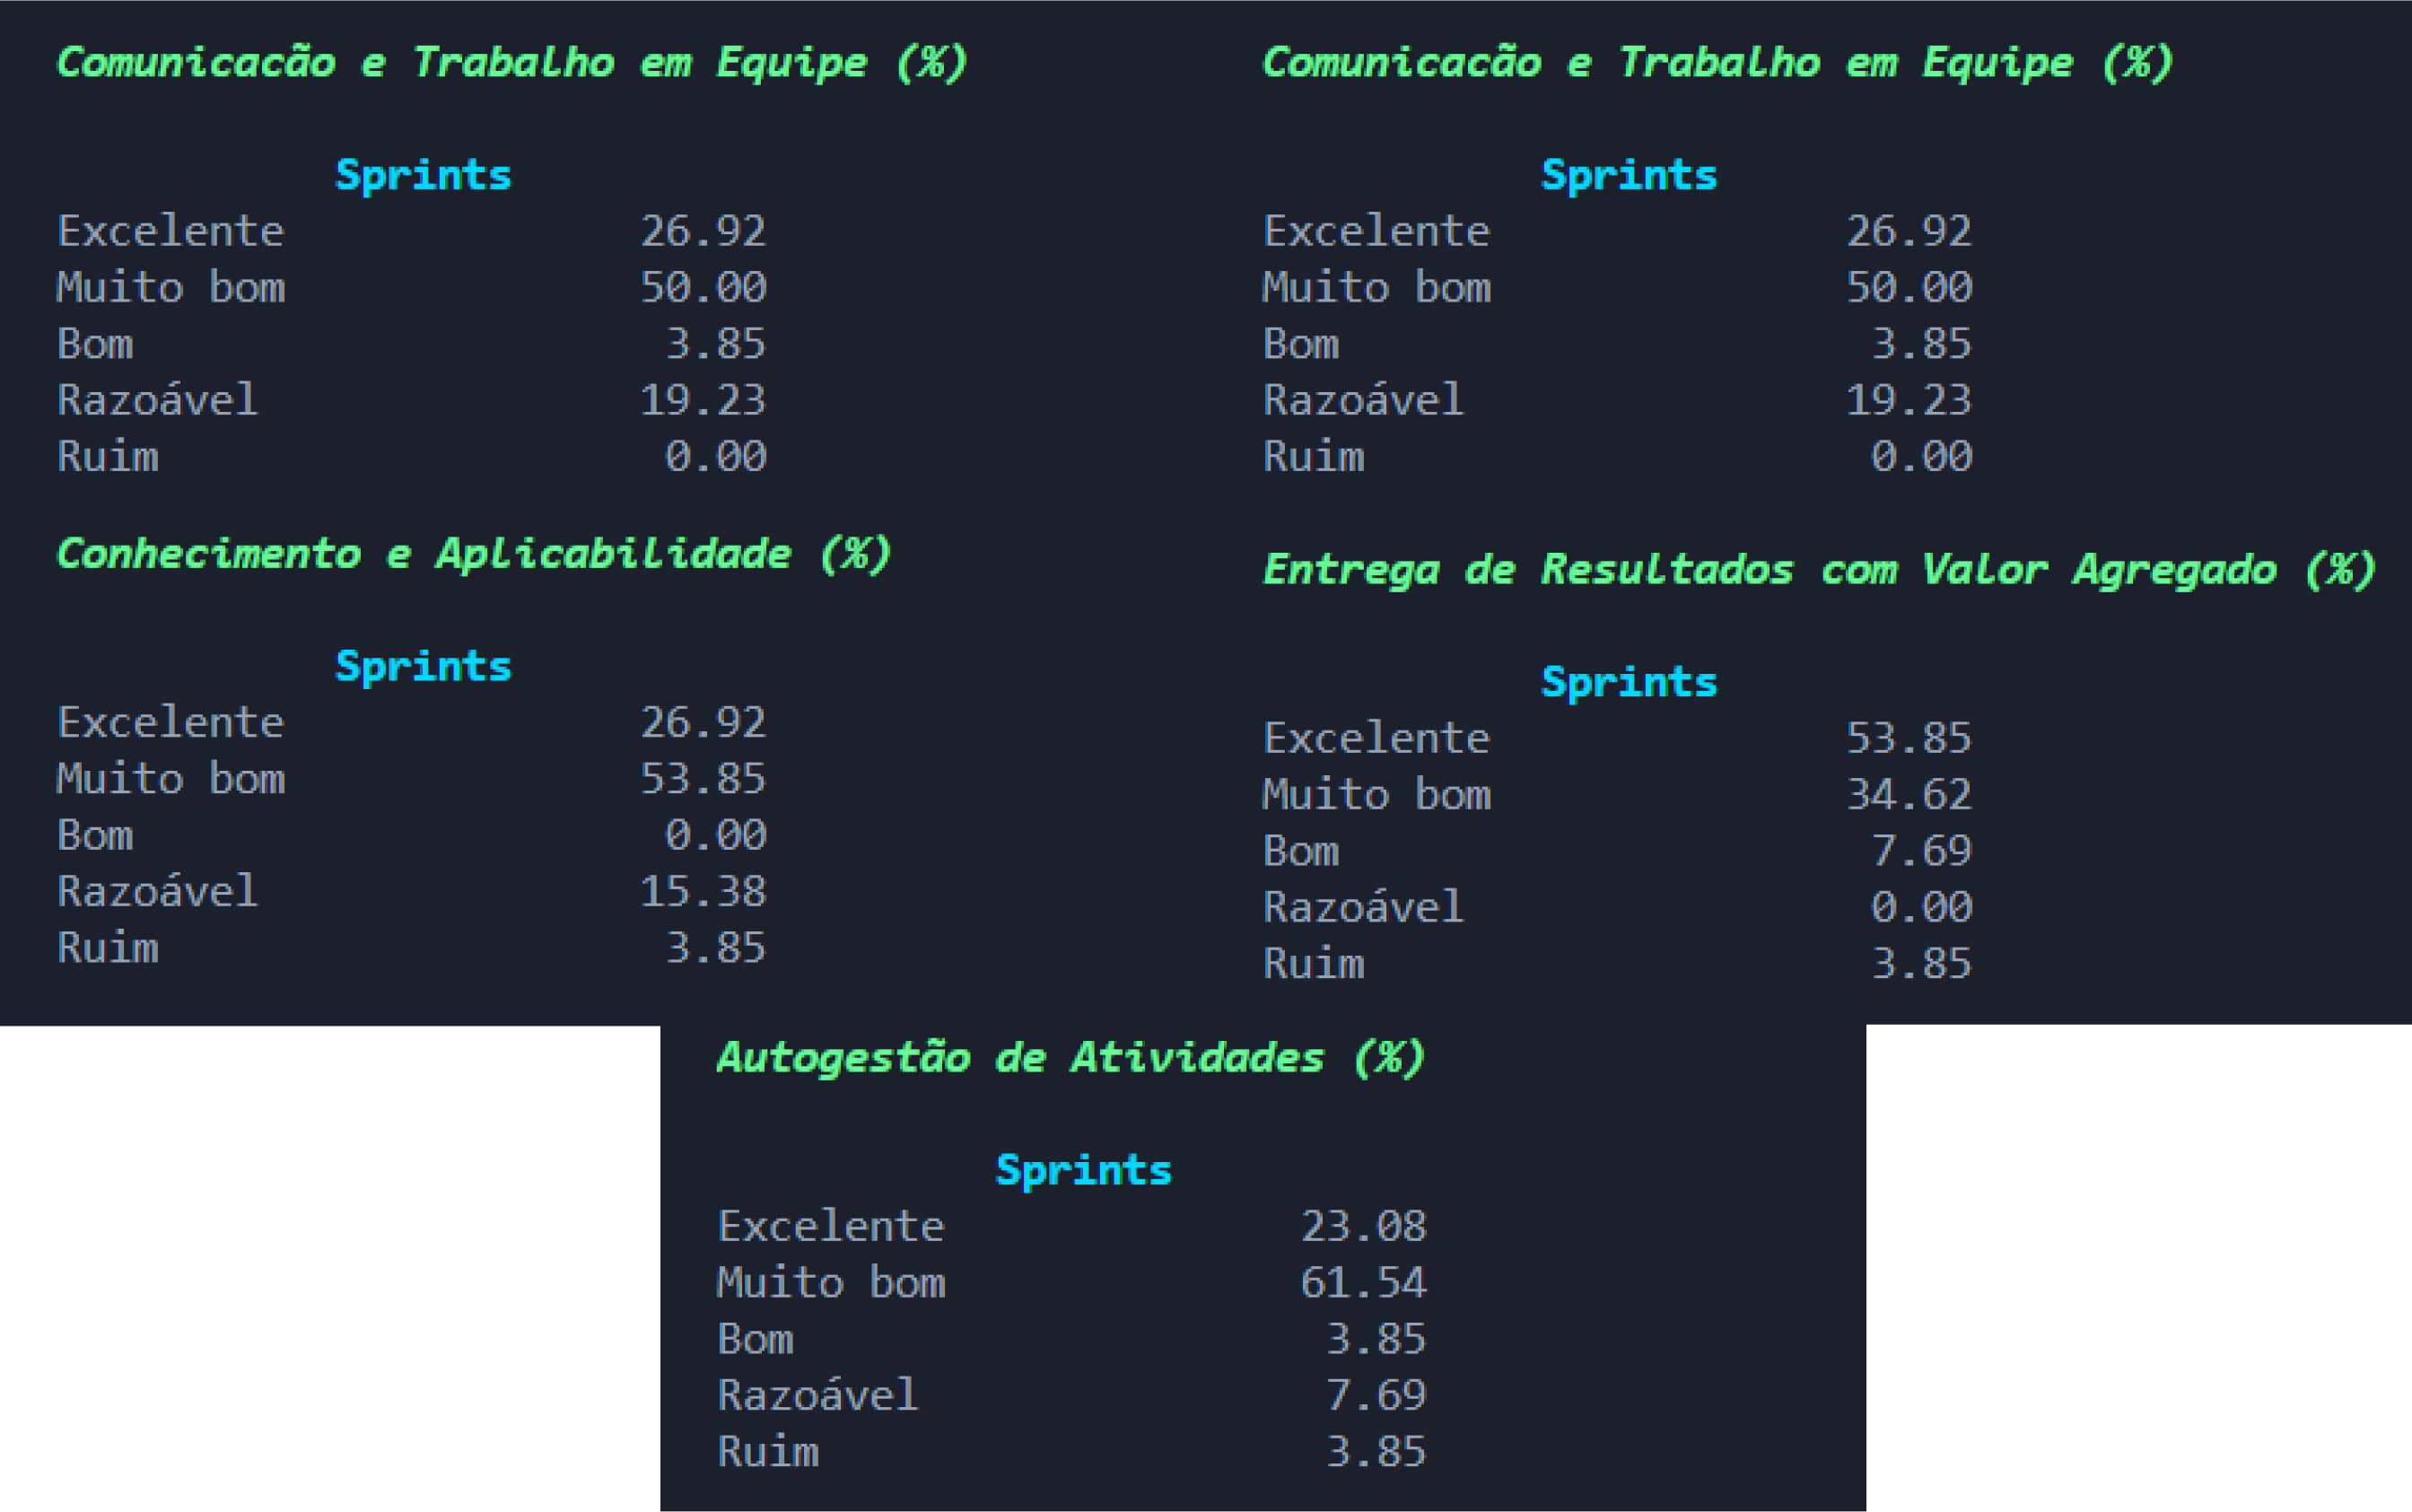 Comunicacão e Trabalho em Equipe (%)
Sprints
Excelente 26.92
Muito bom 50.00
Bom 3.85
Razoável 19.23
Ruim 0.00
Comunicacão e Trabalho em Equipe (%)
Sprints
Excelente 26.92
Muito bom 50.00
Bom 3.85
Razoável 19.23
Ruim 0.00
Conhecimento e Aplicabilidade (%)
Sprints
Excelente 26.92
Muito bom 53.85
Bom 0.00
Razoável 15.38
Ruim 3.85
Entrega de Resultados com Valor Agregado (%)
Sprints
Excelente 53.85
Muito bom 34.62
Bom 7.69
Razoável 0.00
Ruim 3.85
Autogestão de Atividades (%)
Sprints
Excelente 23.08
Muito bom 61.54
Bom 3.85
Razoável 7.69
Ruim 3.85